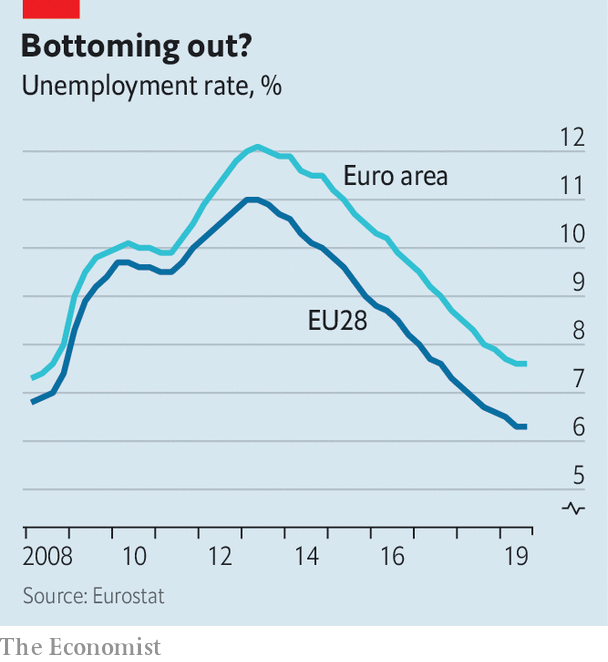 Bottoming out?
Unemployment rate, %
12
Euro area
11
10
9
EU28
8
7
6
5
2008 10 12 14 16 19
Source: Eurostat
The Economist